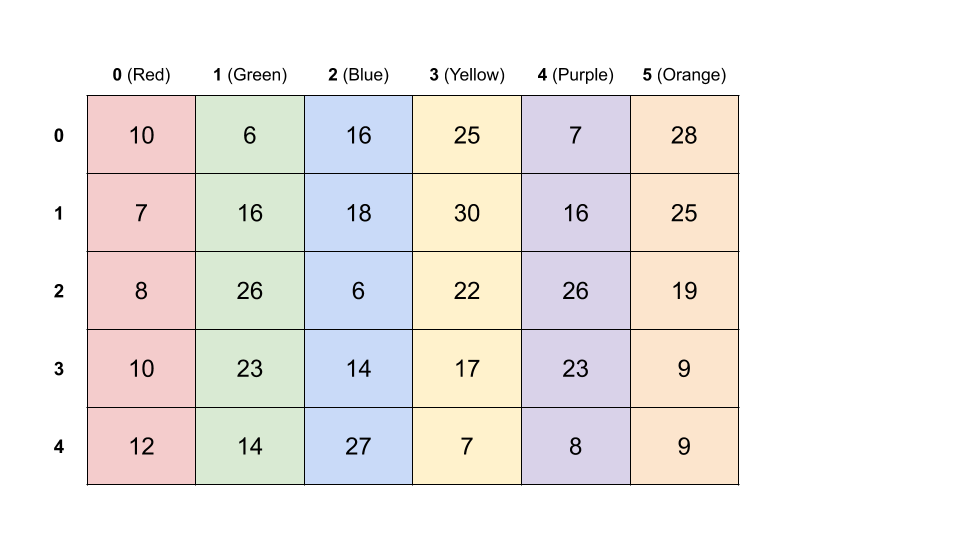 0 (Red) 1 (Green) 2 (Blue) 3 (Yellow) 4 (Purple) 5 (Orange)
0 10 6 16 25 7 28
1 7 16 18 30 16 25
2 8 26 6 22 26 19
3 10 23 14 17 23 9
4 12 14 27 7 8 9